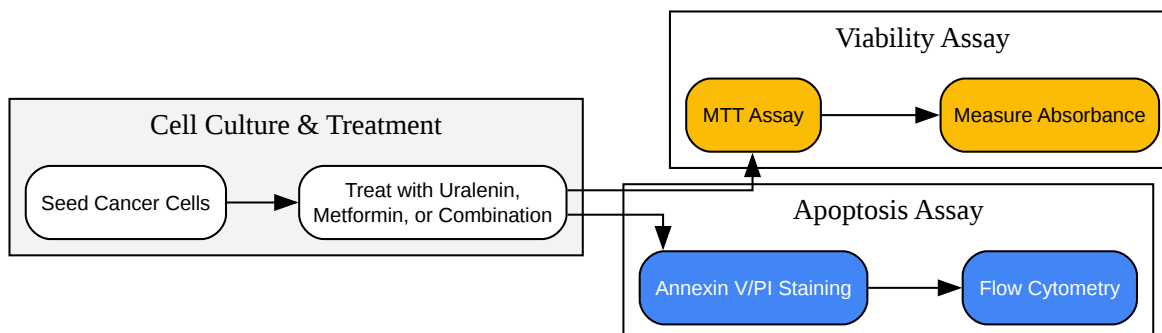 Cell Culture & Treatment
Seed Cancer Cells
Treat with Uralenin,
Metformin, or Combination
Viability Assay
MTT Assay
Measure Absorbance
Apoptosis Assay
Annexin V/PI Staining
Flow Cytometry